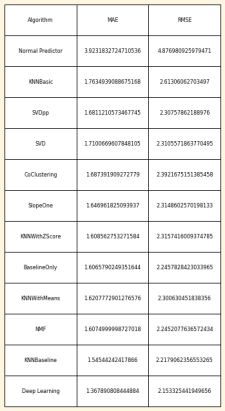 Algorithm MAE RMSE
Normal Predictor 3.9231832724710536 4.876980925979471
KNNBasic 1.7634939088675168 2.61306062703497
SVDpp 1.6811210573467745 2.30757862188976
SVD 1.7100669607848105 2.3105571863770495
CoClustering 1.687391909272779 2.3921675151385458
SlopeOne 1.646961825093937 2.3148602570198133
KNNWithZScore 1.608562753271584 2.3157416009374785
BaselineOnly 1.6065790249351644 2.2457828423033965
KNNWithMeans 1.6207772901276576 2.300630451838356
NMF 1.6074999998727018 2.2452077636572434
KNNBaseline 1.54544242417866 2.2179062356553265
Deep Learning 1.367890808444884 2.153325441949656